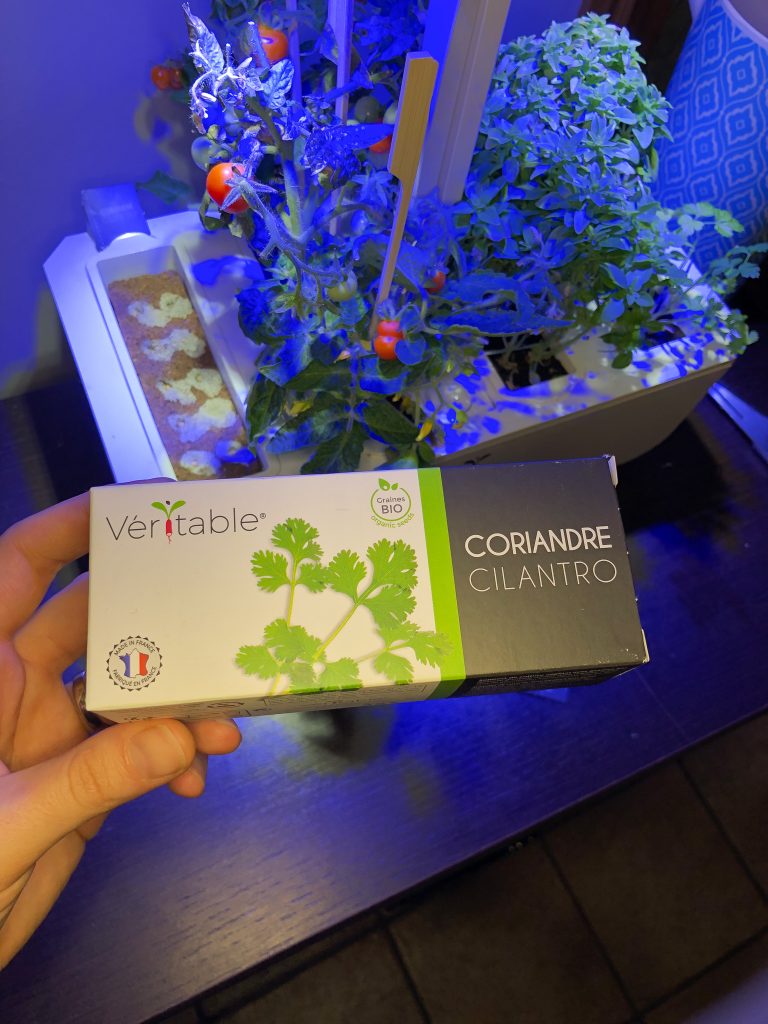 Véritable®
Graines
BIO
organic seeds
CORIANDRE
CILANTRO
MADE IN FRANCE
FABRIQUÉ EN FRANCE